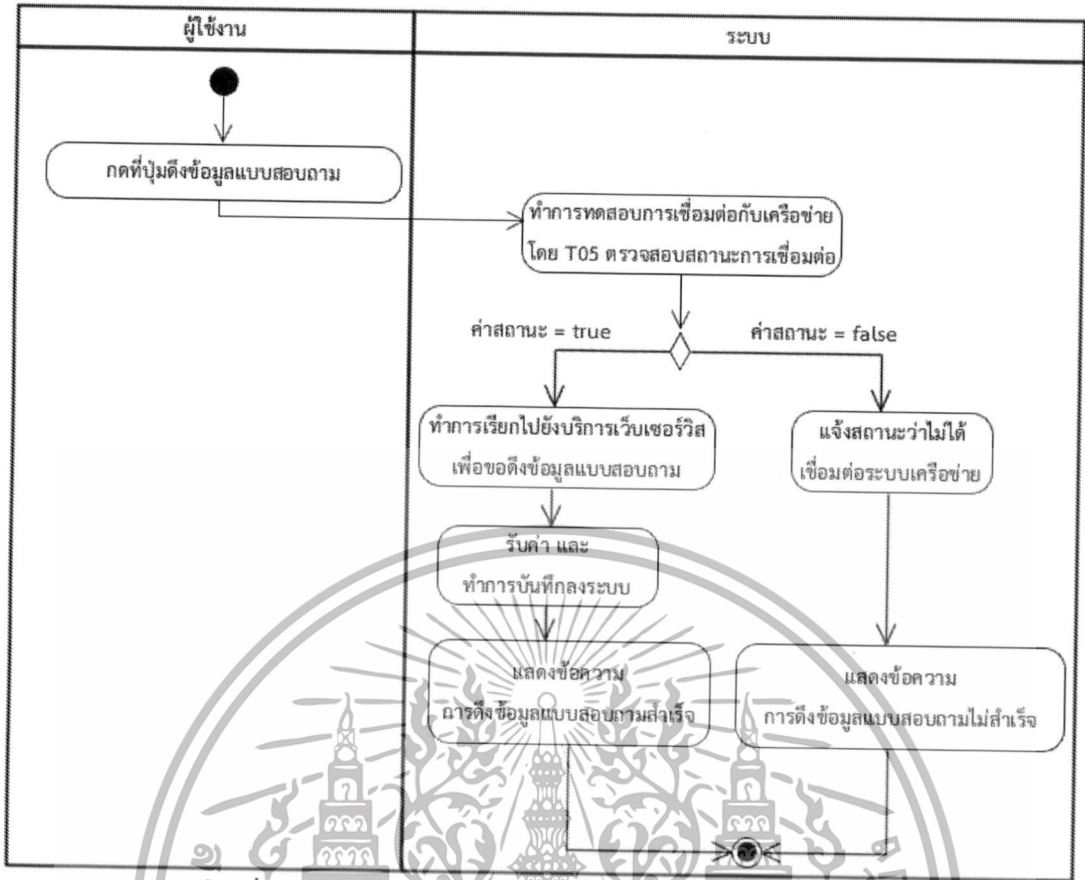 ผู้ใช้งาน
ระบบ
กดที่ปุ่มดึงข้อมูลแบบสอบถาม
ทำการทดสอบการเชื่อมต่อกับเครือข่าย
โดย T05 ตรวจสอบสถานะการเชื่อมต่อ
ค่าสถานะ = true
ค่าสถานะ = false
ทำการเรียกไปยังบริการเว็บเซอร์วิส
เพื่อขอดึงข้อมูลแบบสอบถาม
แจ้งสถานะว่าไม่ได้
เชื่อมต่อระบบเครือข่าย
รับค่า และ
ทำการบันทึกลงระบบ
แสดงข้อความ
การดึงข้อมูลแบบสอบถามสำเร็จ
แสดงข้อความ
การดึงข้อมูลแบบสอบถามไม่สำเร็จ